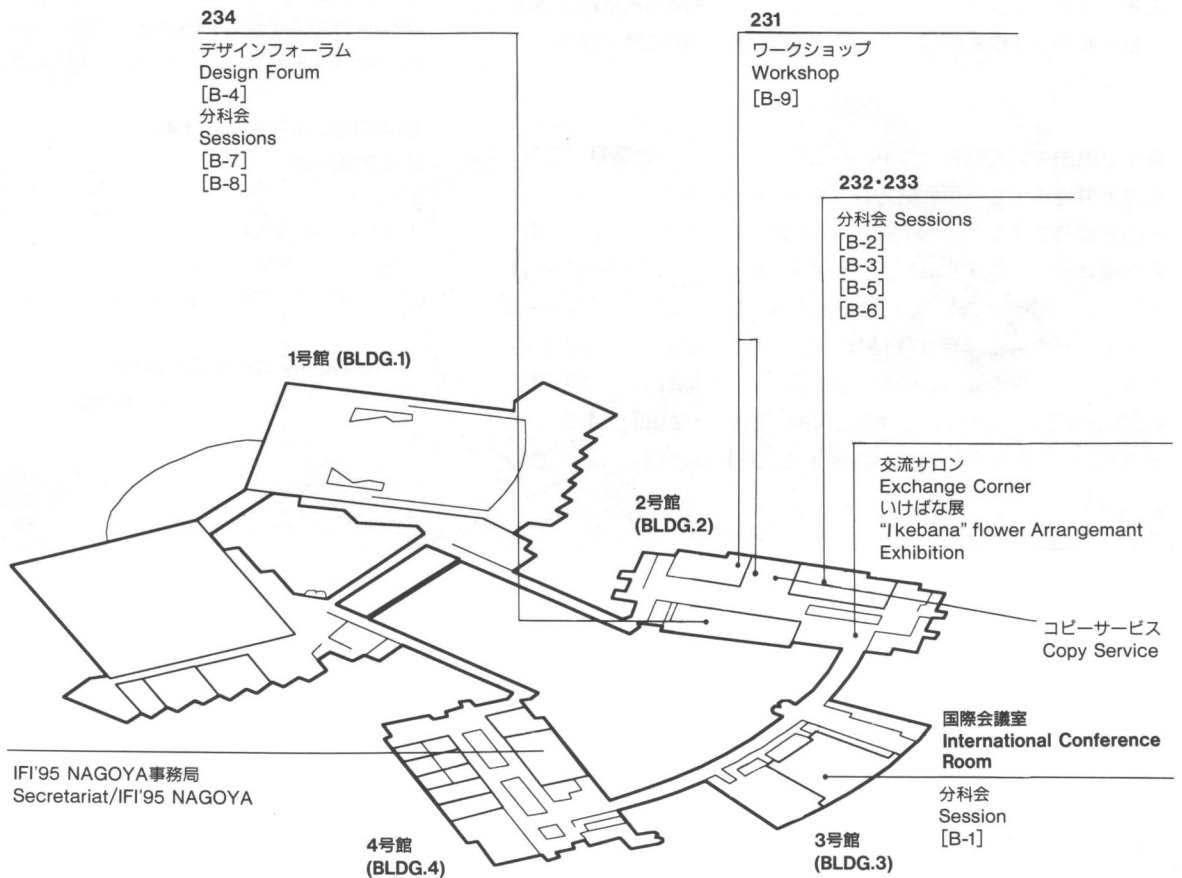 234
デザインフォーラム
Design Forum
[B-4]
分科会
Sessions
[B-7]
[B-8]
231
ワークショップ
Workshop
[B-9]
232・233
分科会 Sessions
[B-2]
[B-3]
[B-5]
[B-6]
1号館 (BLDG.1)
2号館
(BLDG.2)
交流サロン
Exchange Corner
いけばな展
“Ikebana” flower Arrangemant
Exhibition
コピーサービス
Copy Service
国際会議室
International Conference
Room
分科会
Session
[B-1]
IFI'95 NAGOYA事務局
Secretariat/IFI'95 NAGOYA
4号館
(BLDG.4)
3号館
(BLDG.3)